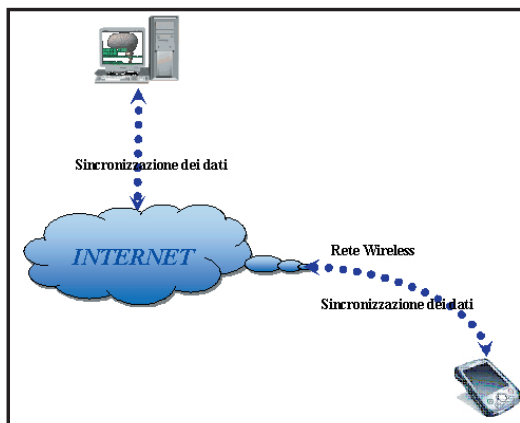 Sincronizzazione dei dati
INTERNET
Rete Wireless
Sincronizzazione dei dati